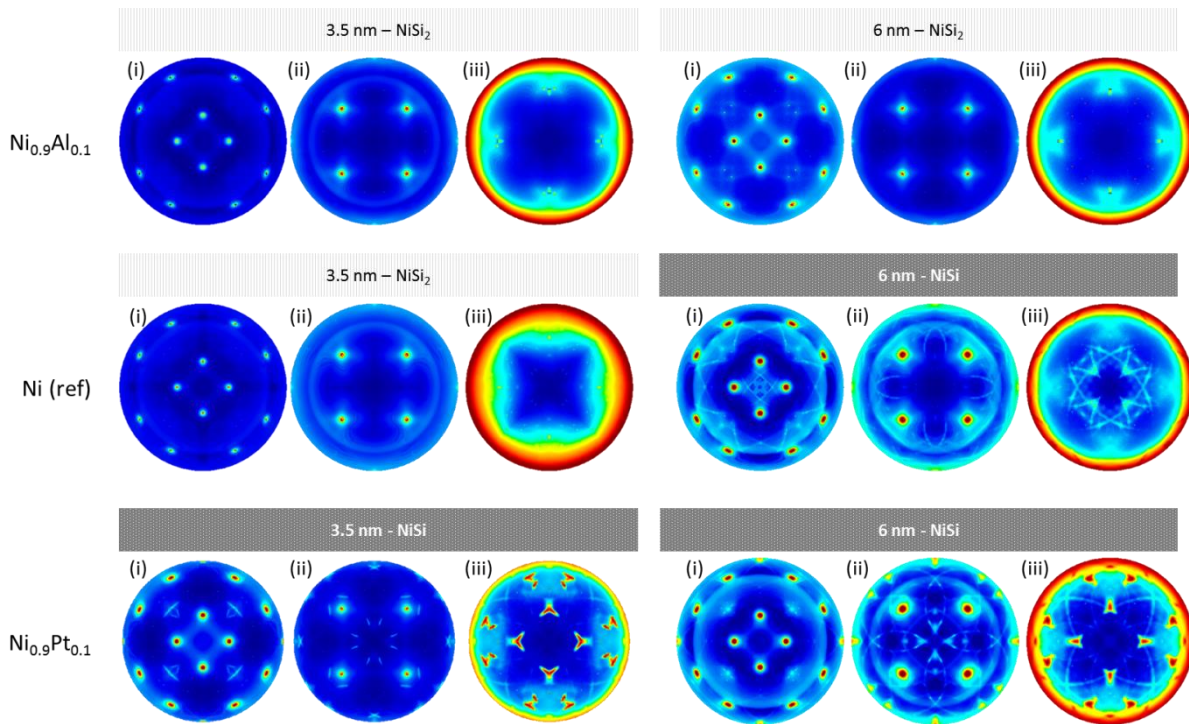 3.5 nm – NiSi₂
6 nm – NiSi₂
(i) (ii) (iii) (i) (ii) (iii)
Ni₀.₉Al₀.₁
3.5 nm – NiSi₂
6 nm - NiSi
(i) (ii) (iii) (i) (ii) (iii)
Ni (ref)
3.5 nm - NiSi
6 nm - NiSi
(i) (ii) (iii) (i) (ii) (iii)
Ni₀.₉Pt₀.₁